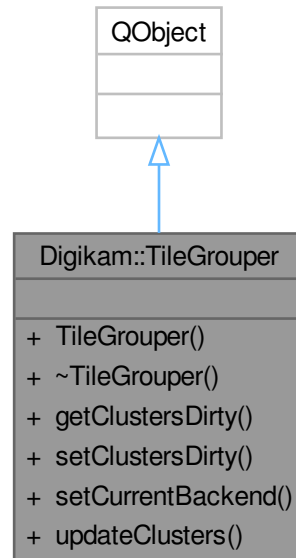 QObject
Digikam::TileGrouper
+ TileGrouper()
+ ~TileGrouper()
+ getClustersDirty()
+ setClustersDirty()
+ setCurrentBackend()
+ updateClusters()